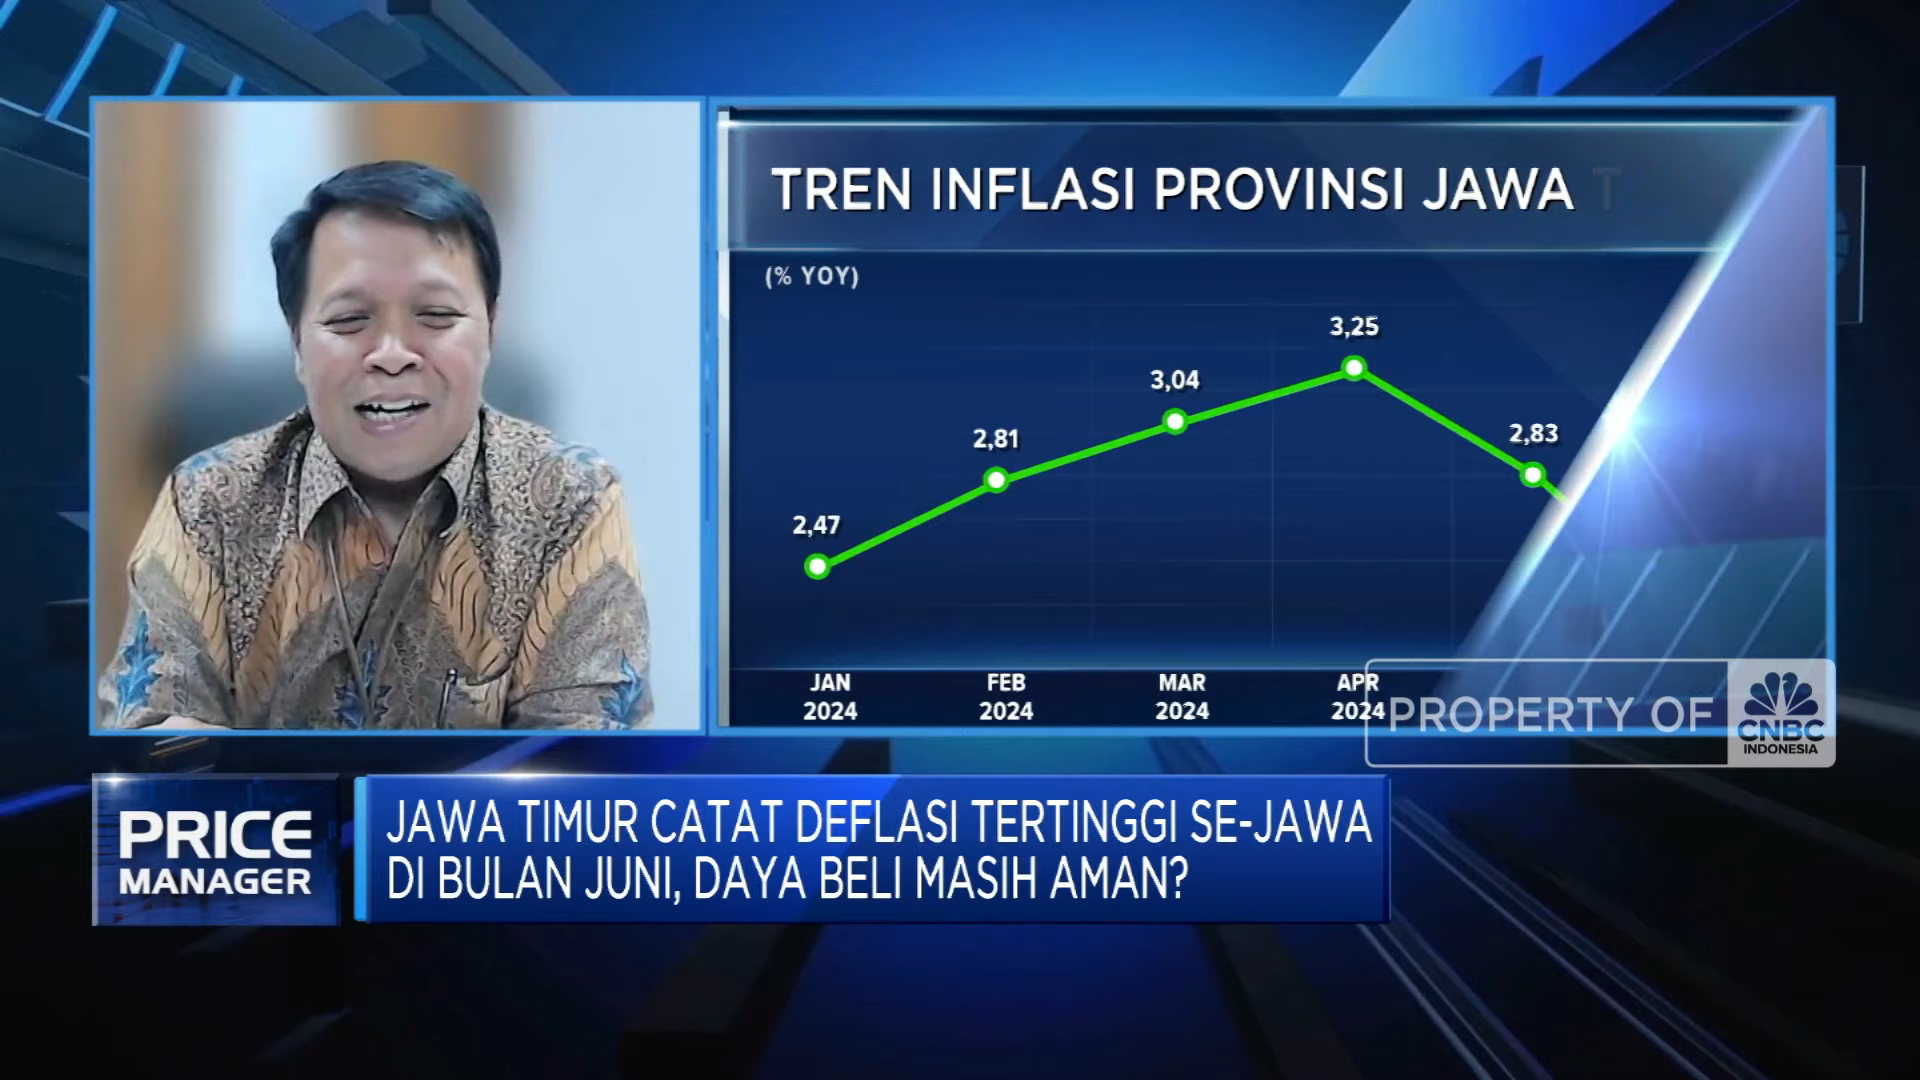 TREN INFLASI PROVINSI JAWA T
(% YOY)
3,25
3,04
2,81
2,83
2,47
JAN
2024
FEB
2024
MAR
2024
APR
2024
PROPERTY OF
CNBC
INDONESIA
PRICE
MANAGER
JAWA TIMUR CATAT DEFLASI TERTINGGI SE-JAWA
DI BULAN JUNI, DAYA BELI MASIH AMAN?